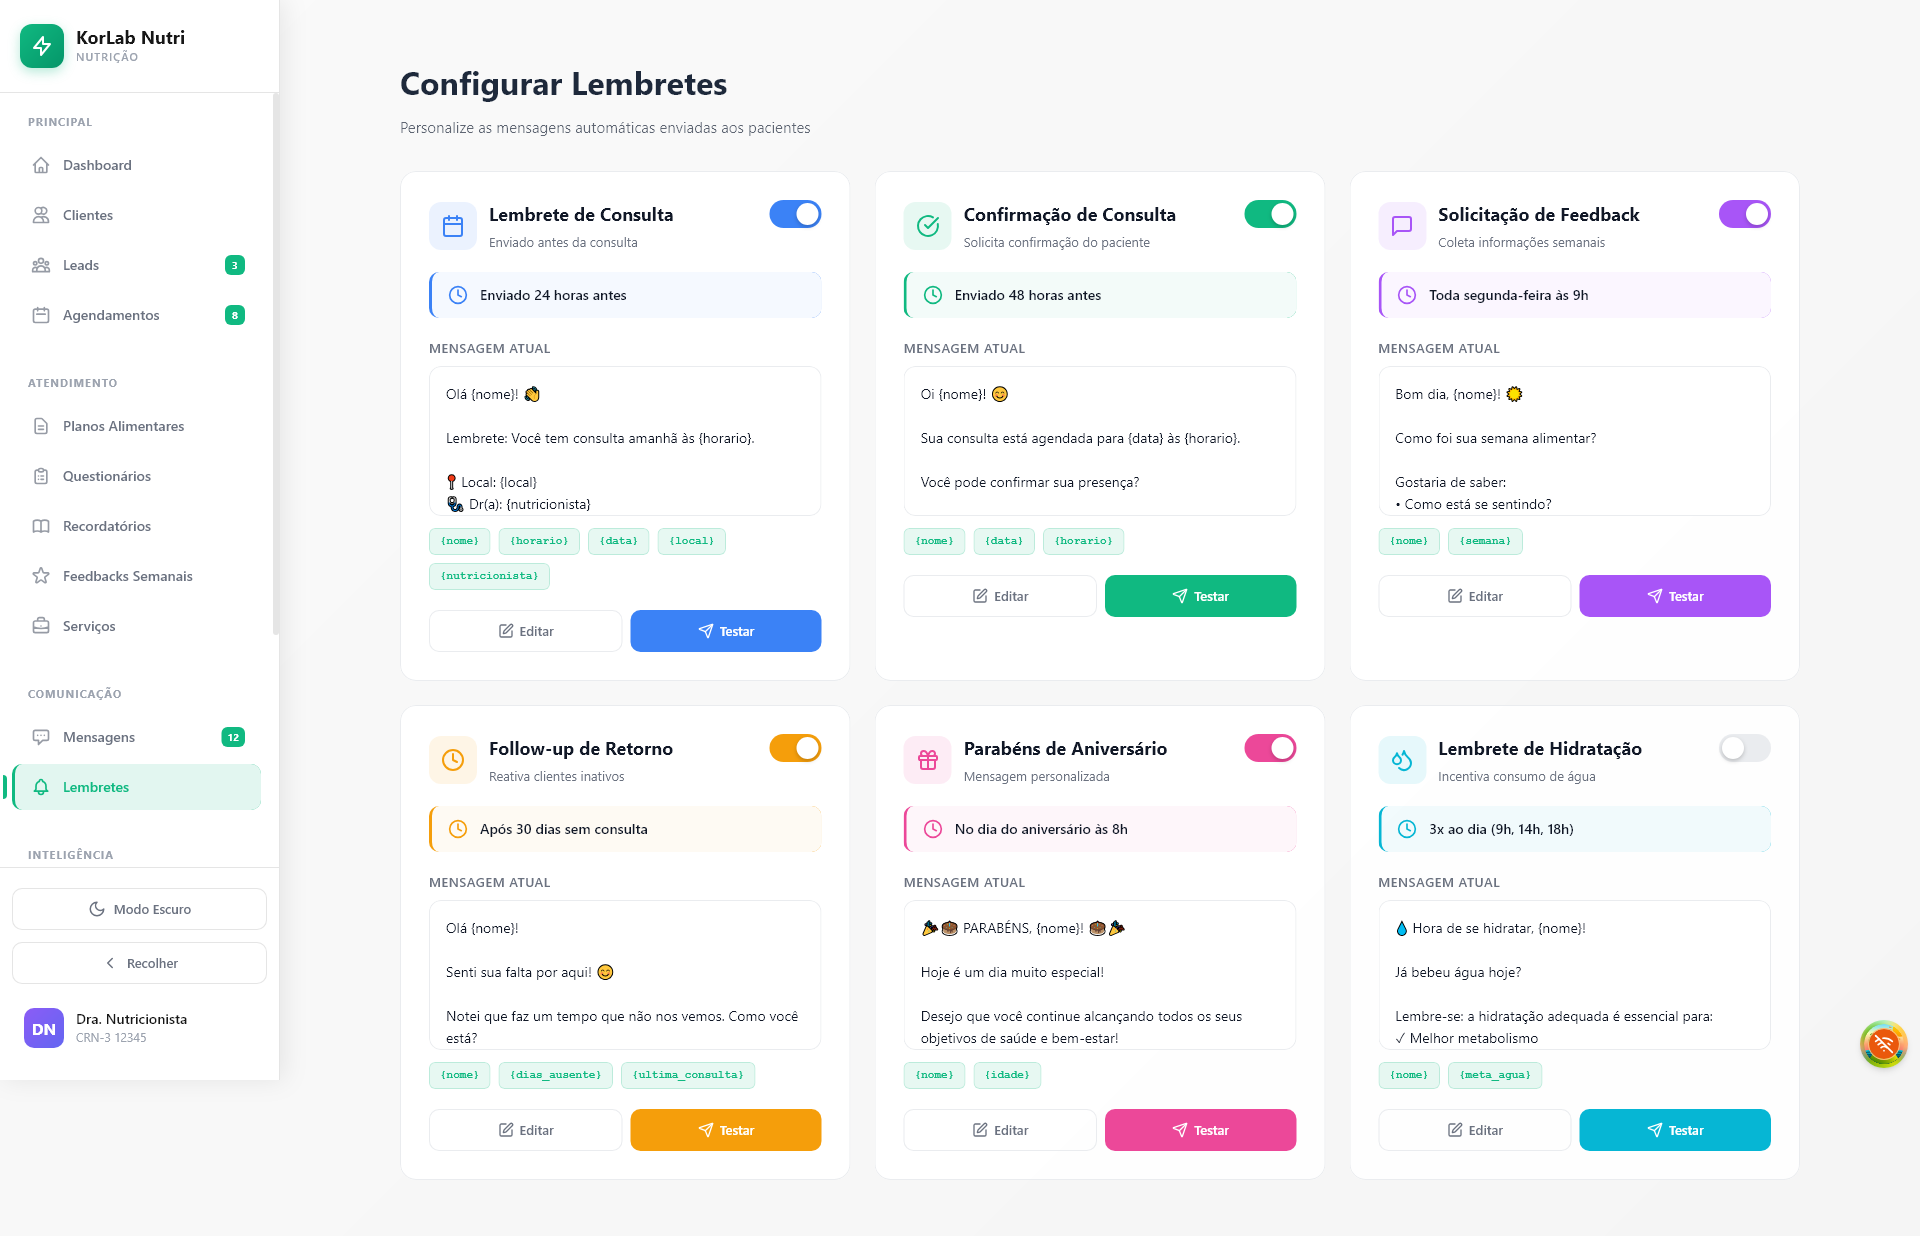 KorLab Nutri
NUTRIÇÃO
PRINCIPAL
Dashboard
Clientes
Leads
3
Agendamentos
8
ATENDIMENTO
Planos Alimentares
Questionários
Recordatórios
Feedbacks Semanais
Serviços
COMUNICAÇÃO
Mensagens
12
Lembretes
INTELIGÊNCIA
Modo Escuro
Recolher
DN
Dra. Nutricionista
CRN-3 12345
Configurar Lembretes
Personalize as mensagens automáticas enviadas aos pacientes
Lembrete de Consulta
Enviado antes da consulta
Enviado 24 horas antes
MENSAGEM ATUAL
Olá {nome}! 👋
Lembrete: Você tem consulta amanhã às {horario}.
📍 Local: {local}
🩺 Dr(a): {nutricionista}
{nome} {horario} {data} {local}
{nutricionista}
Editar
Testar
Confirmação de Consulta
Solicita confirmação do paciente
Enviado 48 horas antes
MENSAGEM ATUAL
Oi {nome}! 😊
Sua consulta está agendada para {data} às {horario}.
Você pode confirmar sua presença?
{nome} {data} {horario}
Editar
Testar
Solicitação de Feedback
Coleta informações semanais
Toda segunda-feira às 9h
MENSAGEM ATUAL
Bom dia, {nome}! 🌞
Como foi sua semana alimentar?
Gostaria de saber:
• Como está se sentindo?
{nome} {semana}
Editar
Testar
Follow-up de Retorno
Reativa clientes inativos
Após 30 dias sem consulta
MENSAGEM ATUAL
Olá {nome}!
Senti sua falta por aqui! 😊
Notei que faz um tempo que não nos vemos. Como você
está?
{nome} {dias_ausente} {ultima_consulta}
Editar
Testar
Parabéns de Aniversário
Mensagem personalizada
No dia do aniversário às 8h
MENSAGEM ATUAL
🎉🎂 PARABÉNS, {nome}! 🎂🎉
Hoje é um dia muito especial!
Desejo que você continue alcançando todos os seus
objetivos de saúde e bem-estar!
{nome} {idade}
Editar
Testar
Lembrete de Hidratação
Incentiva consumo de água
3x ao dia (9h, 14h, 18h)
MENSAGEM ATUAL
💧 Hora de se hidratar, {nome}!
Já bebeu água hoje?
Lembre-se: a hidratação adequada é essencial para:
✓ Melhor metabolismo
{nome} {meta_agua}
Editar
Testar